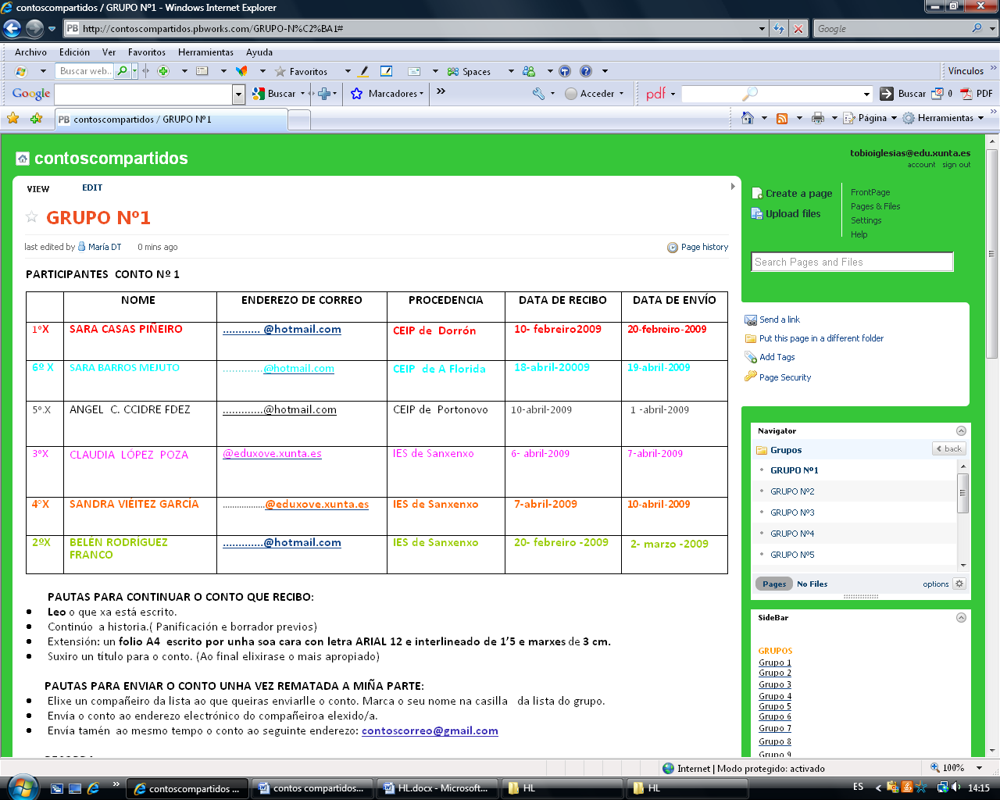 contoscompartidos / GRUPO Nº1 - Windows Internet Explorer
http://contoscompartidos.pbworks.com/GRUPO-N%C2%BA1#
Google
Archivo Edición Ver Favoritos Herramientas Ayuda
Buscar web... Favoritos Spaces Vínculos
Google Buscar Marcadores Acceder pdf Buscar 0 PDF
contoscompartidos / GRUPO Nº1 Página Herramientas
contoscompartidos
tobioiglesias@edu.xunta.es
account sign out
VIEW EDIT
GRUPO Nº1
last edited by María DT 0 mins ago Page history
PARTICIPANTES CONTO Nº 1
NOME ENDEREZO DE CORREO PROCEDENCIA DATA DE RECIBO DATA DE ENVÍO
1ºX SARA CASAS PIÑEIRO ............ @hotmail.com CEIP de Dorrón 10- febreiro2009 20-febreiro-2009
6º X SARA BARROS MEJUTO .............@hotmail.com CEIP de A Florida 18-abril-20009 19-abril-2009
5º.X ANGEL C. CCIDRE FDEZ .............@hotmail.com CEIP de Portonovo 10-abril-2009 1 -abril-2009
3ºX CLAUDIA LÓPEZ POZA @eduxove.xunta.es IES de Sanxenxo 6- abril-2009 7-abril-2009
4ºX SANDRA VIÉITEZ GARCÍA ..................@eduxove.xunta.es IES de Sanxenxo 7-abril-2009 10-abril-2009
2ºX BELÉN RODRÍGUEZ .............@hotmail.com IES de Sanxenxo 20- febreiro -2009 2- marzo -2009
FRANCO
PAUTAS PARA CONTINUAR O CONTO QUE RECIBO:
• Leo o que xa está escrito.
• Continúo a historia.( Panificación e borrador previos)
• Extensión: un folio A4 escrito por unha soa cara con letra ARIAL 12 e interlineado de 1'5 e marxes de 3 cm.
• Suxiro un título para o conto. (Ao final elixirase o mais apropiado)
PAUTAS PARA ENVIAR O CONTO UNHA VEZ REMATADA A MIÑA PARTE:
• Elixe un compañeiro da lista ao que queiras enviarlle o conto. Marca o seu nome na casilla da lista do grupo.
• Envía o conto ao enderezo electrónico do compañeiroa elexido/a.
• Envía tamén ao mesmo tempo o conto ao seguinte enderezo: contoscorreo@gmail.com
Create a page
Upload files
FrontPage
Pages & Files
Settings
Help
Search Pages and Files
Send a link
Put this page in a different folder
Add Tags
Page Security
Navigator
Grupos back
GRUPO Nº1
GRUPO Nº2
GRUPO Nº3
GRUPO Nº4
GRUPO Nº5
Pages No Files options
SideBar
GRUPOS
Grupo 1
Grupo 2
Grupo 3
Grupo 4
Grupo 5
Grupo 6
Grupo 7
Grupo 8
Grupo 9
Internet | Modo protegido: activado 100%
contoscompartidos ... contos compartidos... HL.docx - Microsoft... HL HL ES 14:15